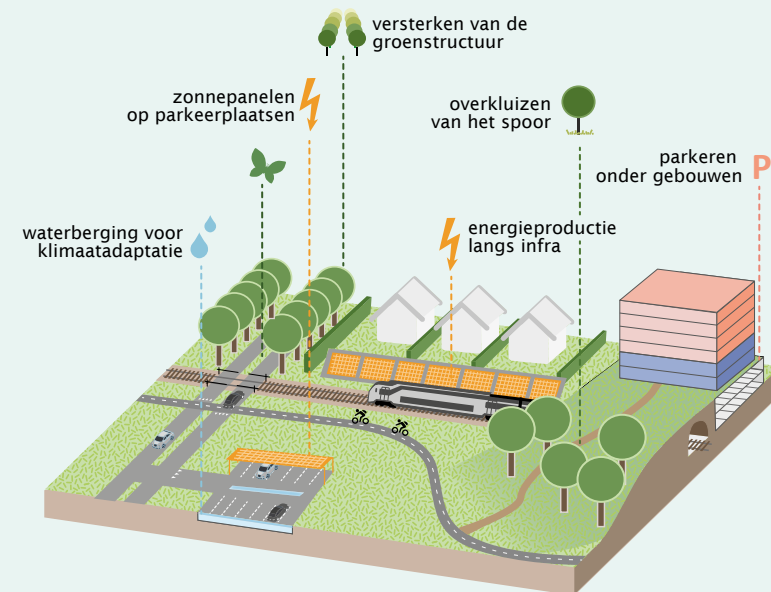 versterken van de
groenstructuur
zonnepanelen
op parkeerplaatsen
overkluizen
van het spoor
parkeren
onder gebouwen
P
waterberging voor
klimaatadaptatie
energieproductie
langs infra